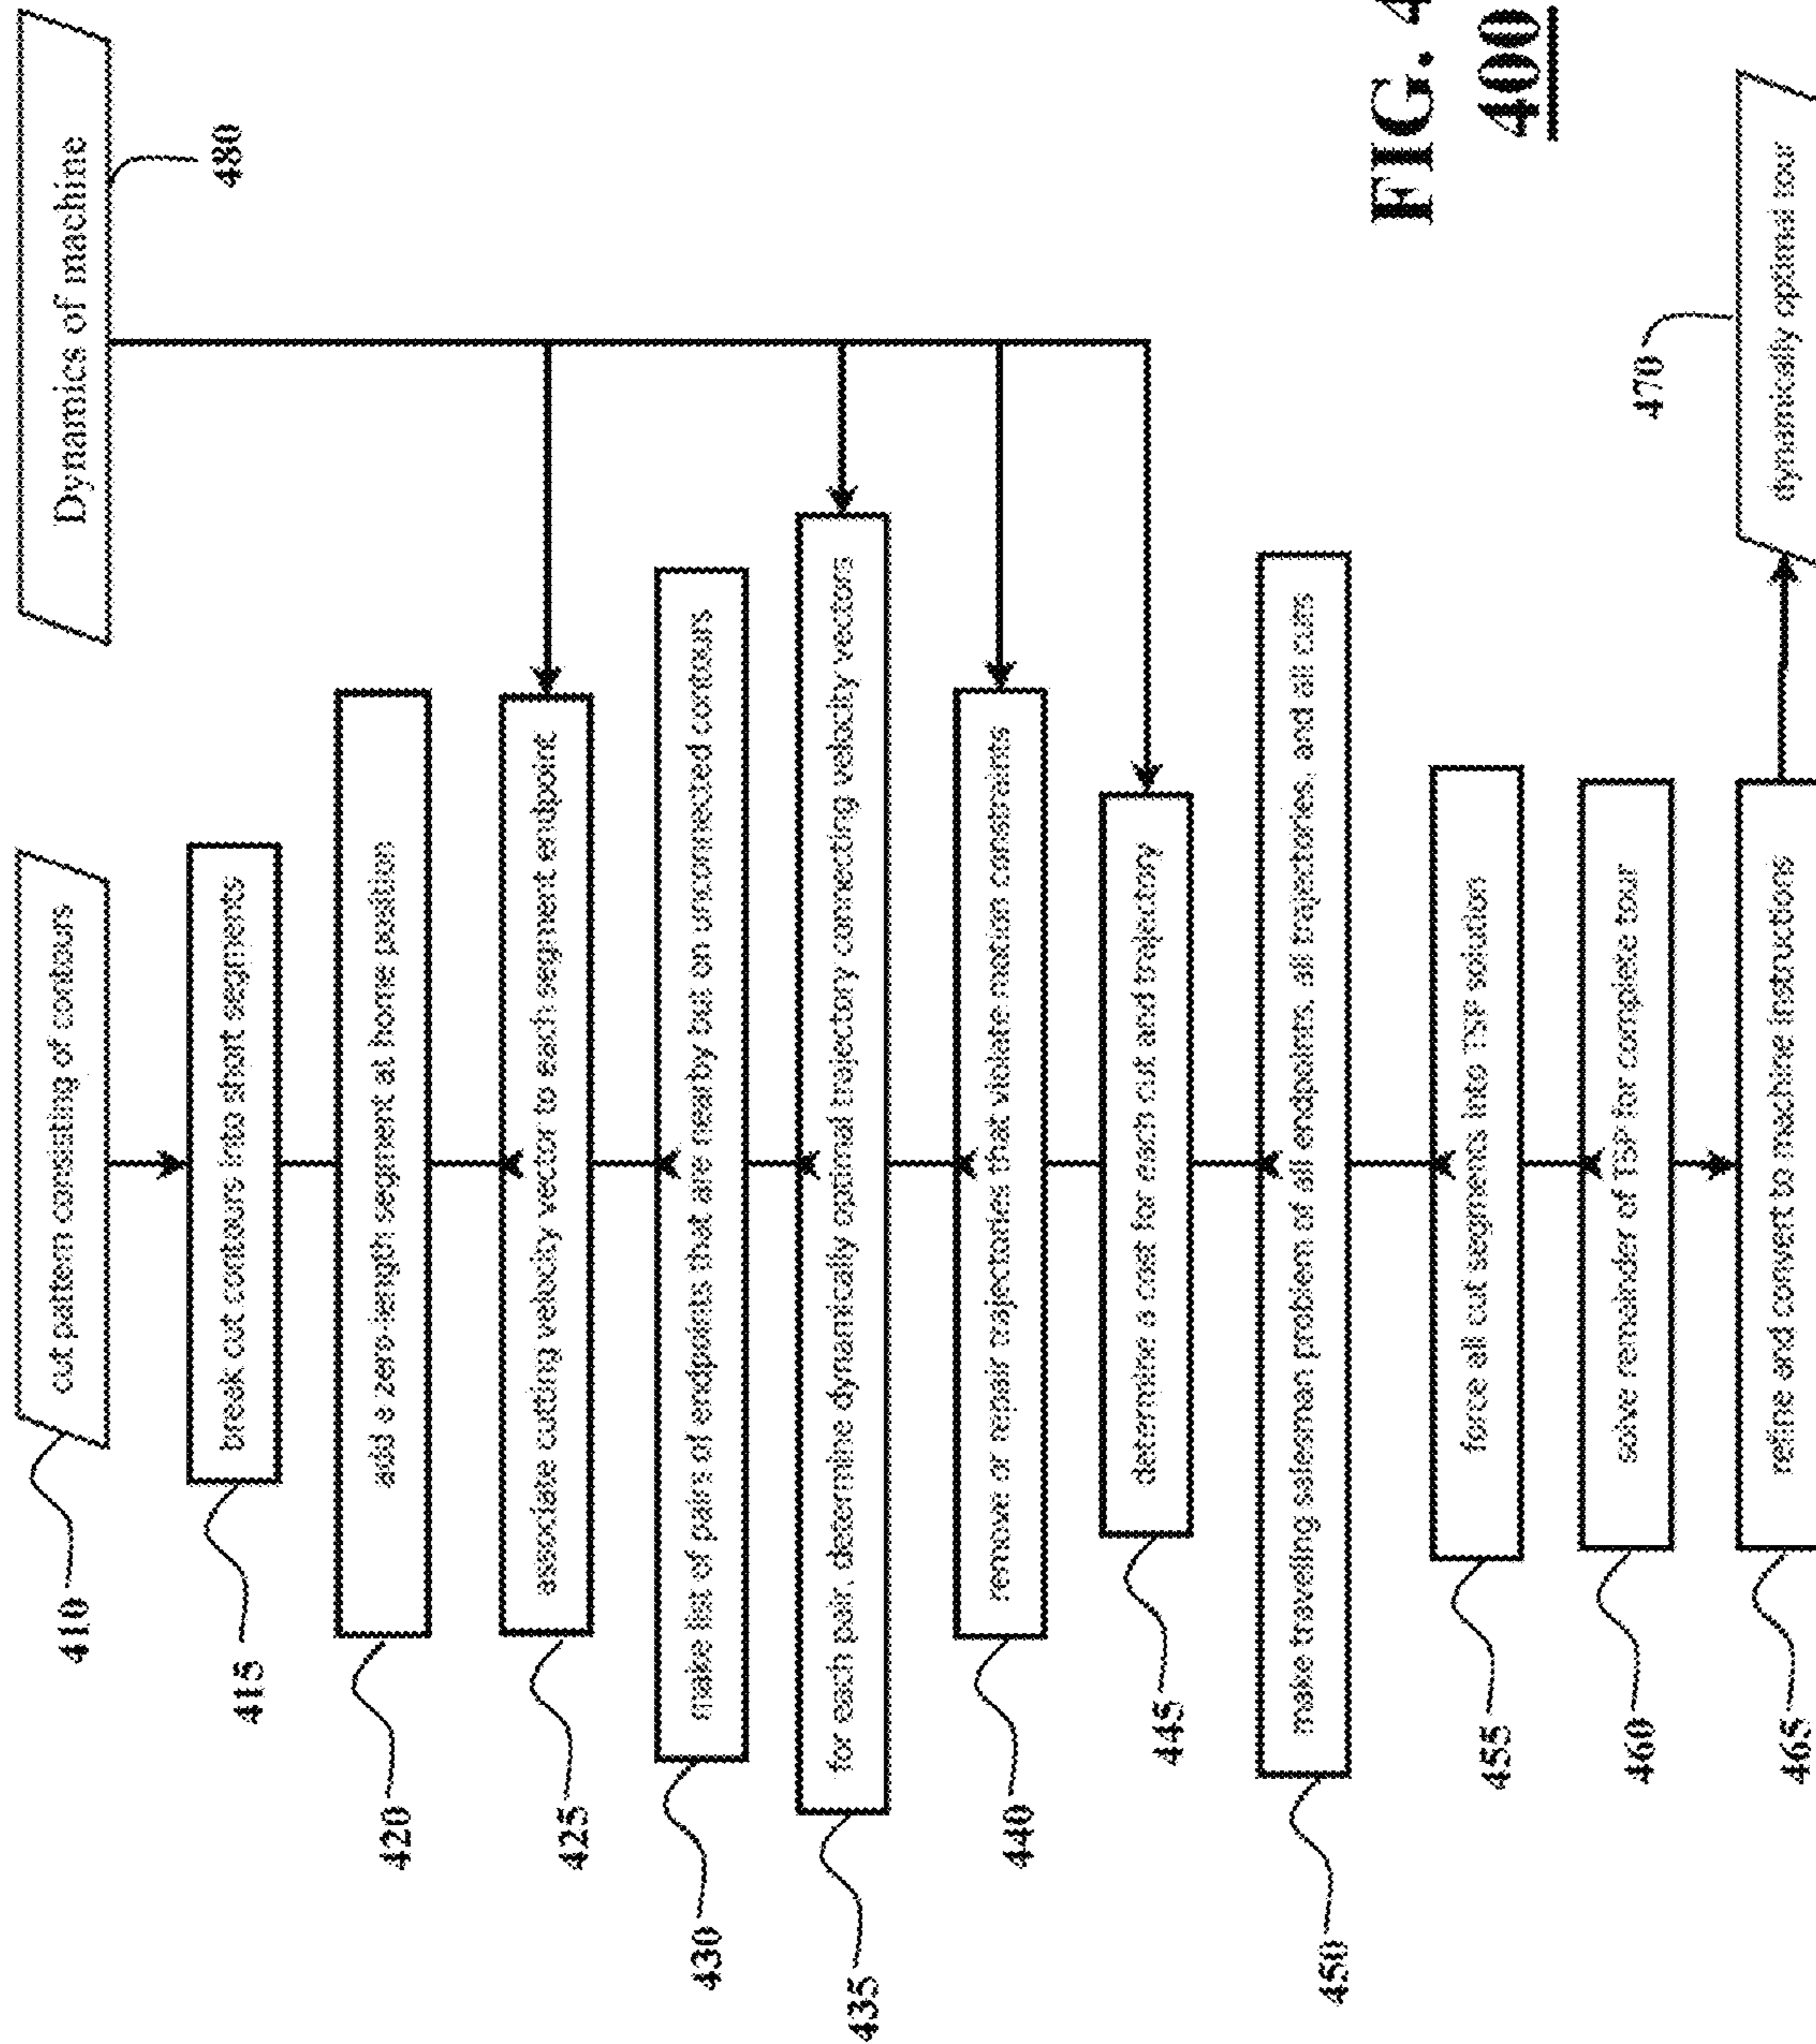 Dynamics of machine
480
410
cut pattern consisting of contours
415
break cut contours into short segments
420
add a zero-length segment at home position
425
associate cutting velocity vector to each segment endpoint
430
make list of pairs of endpoints that are nearby but on unconnected contours
435
for each pair, determine dynamically optimal trajectory connecting velocity vectors
440
remove or repair trajectories that violate motion constraints
445
determine a cost for each cut and trajectory
450
make traveling salesman problem of all endpoints, all trajectories, and all cuts
455
force all cut segments into TSP solution
460
solve remainder of TSP for complete tour
465
refine and convert to machine instructions
470
dynamically optimal tour
FIG. 4
400